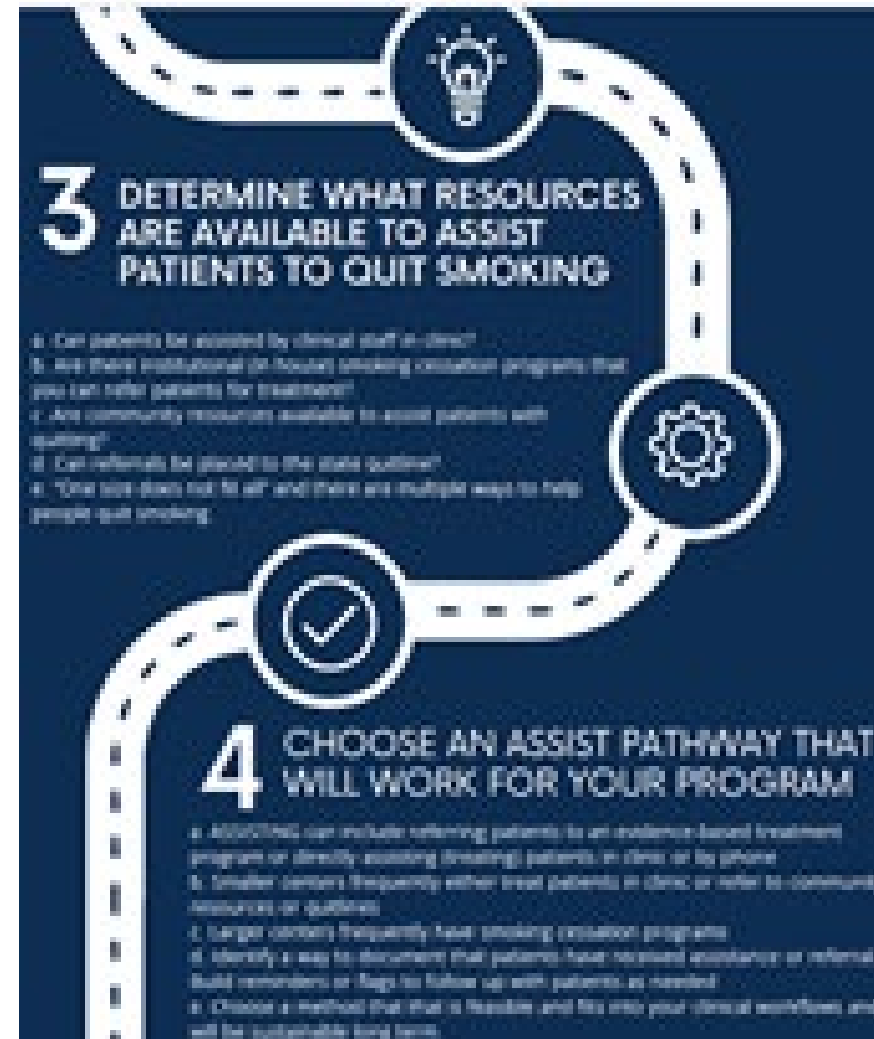 3
DETERMINE WHAT RESOURCES
ARE AVAILABLE TO ASSIST
PATIENTS TO QUIT SMOKING
a. Can patients be assisted by clinical staff in clinic?
b. Are there institutional (in house) smoking cessation programs that
you can refer patients for treatment?
c. Are community resources available to assist patients with
quitting?
d. Can referrals be placed to the state quitline?
e. "One size does not fit all" and there are multiple ways to help
people quit smoking
4
CHOOSE AN ASSIST PATHWAY THAT
WILL WORK FOR YOUR PROGRAM
a. ASSISTING can include referring patients to an evidence-based treatment
program or directly assisting (treating) patients in clinic or by phone
b. Smaller centers frequently either treat patients in clinic or refer to
resources or quitlines
c. Larger centers frequently have smoking cessation programs
d. Identify a way to document that patients have received assistance or referral
Build reminders or flags to follow up with patients as needed
e. Choose a method that that is feasible and fits into your clinical workflows and
will be sustainable long term